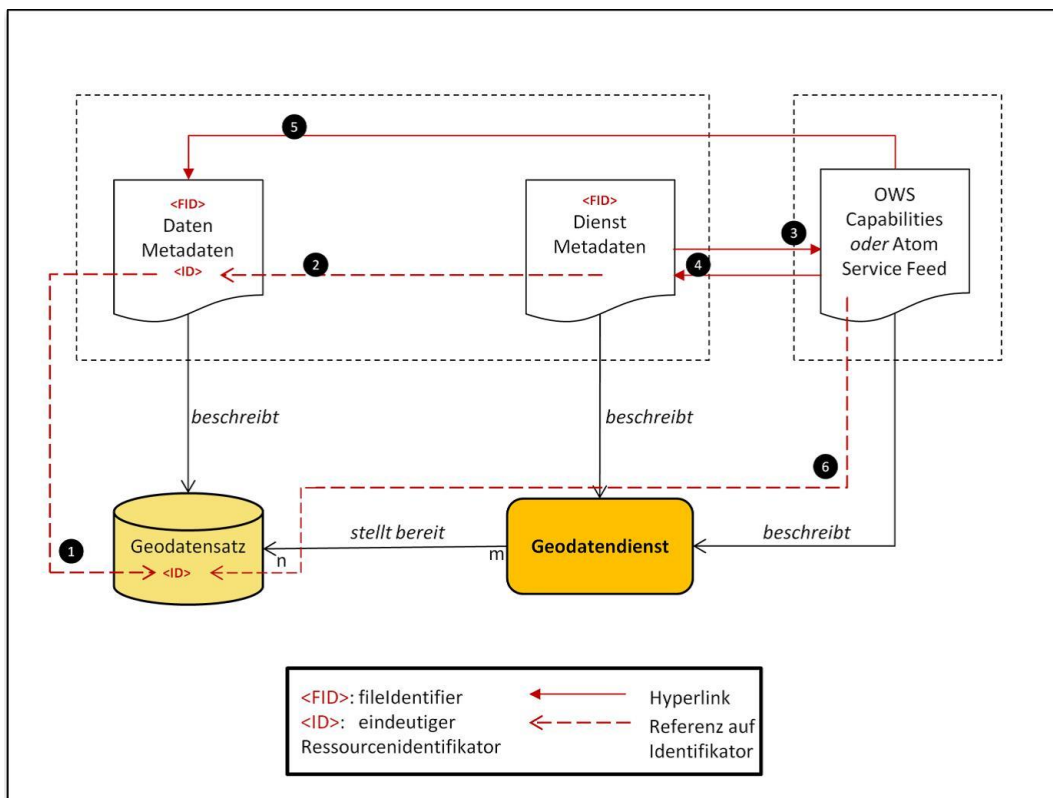 5
<FID>
Daten
Metadaten
<ID>
<FID>
Dienst
Metadaten
OWS
Capabilities
oder Atom
Service Feed
2
3
4
beschreibt
beschreibt
6
1
Geodatensatz
<ID>
n
stellt bereit
m
Geodatendienst
beschreibt
<FID>: fileIdentifier
<ID>: eindeutiger
Ressourcenidentifikator
Hyperlink
Referenz auf
Identifikator